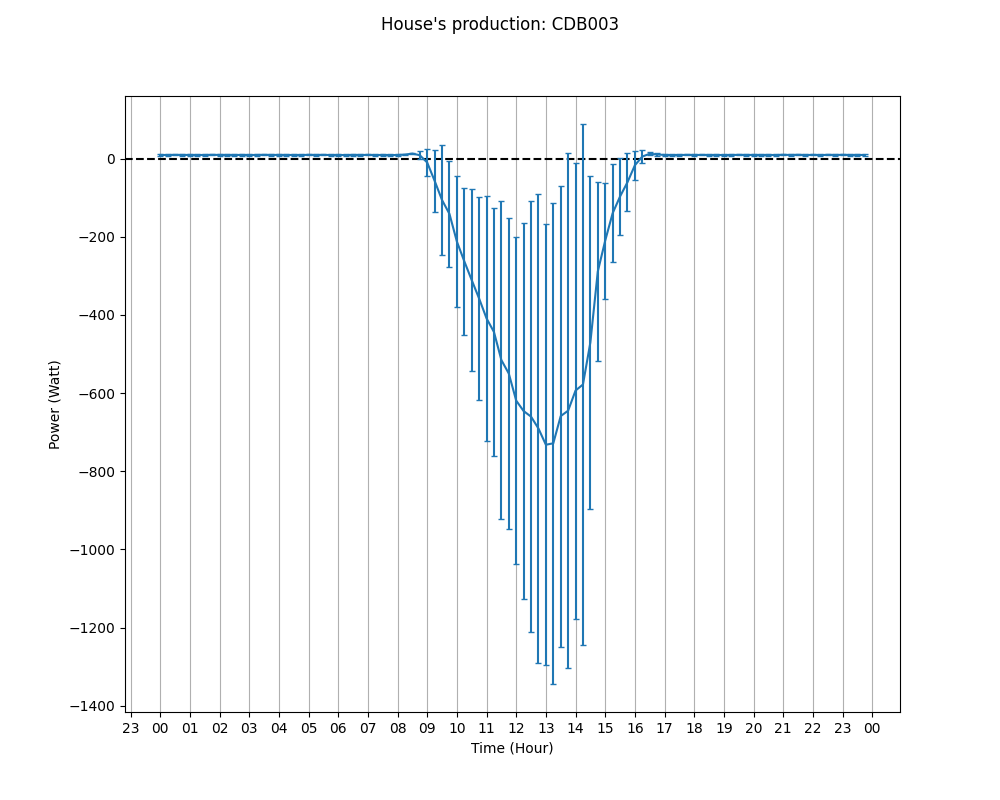 House's production: CDB003
0
−200
−400
−600
−800
−1000
−1200
−1400
Power (Watt)
23 00 01 02 03 04 05 06 07 08 09 10 11 12 13 14 15 16 17 18 19 20 21 22 23 00
Time (Hour)